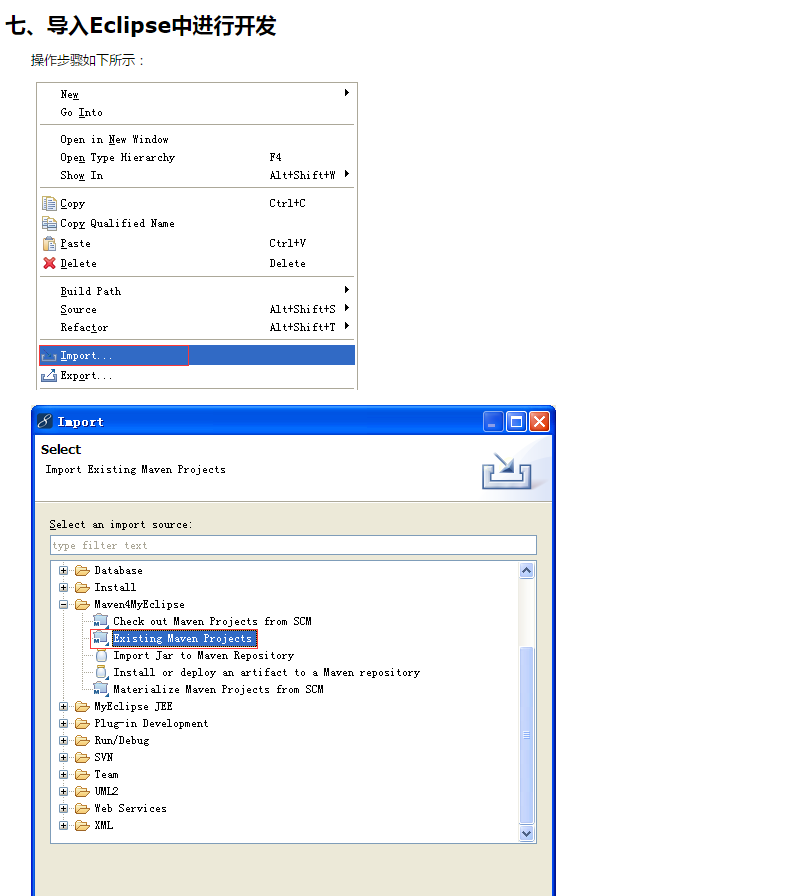 七、导入Eclipse中进行开发
操作步骤如下所示：
New
Go Into
Open in New Window
Open Type Hierarchy F4
Show In Alt+Shift+W
Copy Ctrl+C
Copy Qualified Name
Paste Ctrl+V
Delete Delete
Build Path
Source Alt+Shift+S
Refactor Alt+Shift+T
Import...
Export...
Import
Select
Import Existing Maven Projects
Select an import source:
type filter text
Database
Install
Maven4MyEclipse
Check out Maven Projects from SCM
Existing Maven Projects
Import Jar to Maven Repository
Install or deploy an artifact to a Maven repository
Materialize Maven Projects from SCM
MyEclipse JEE
Plug-in Development
Run/Debug
SVN
Team
UML2
Web Services
XML